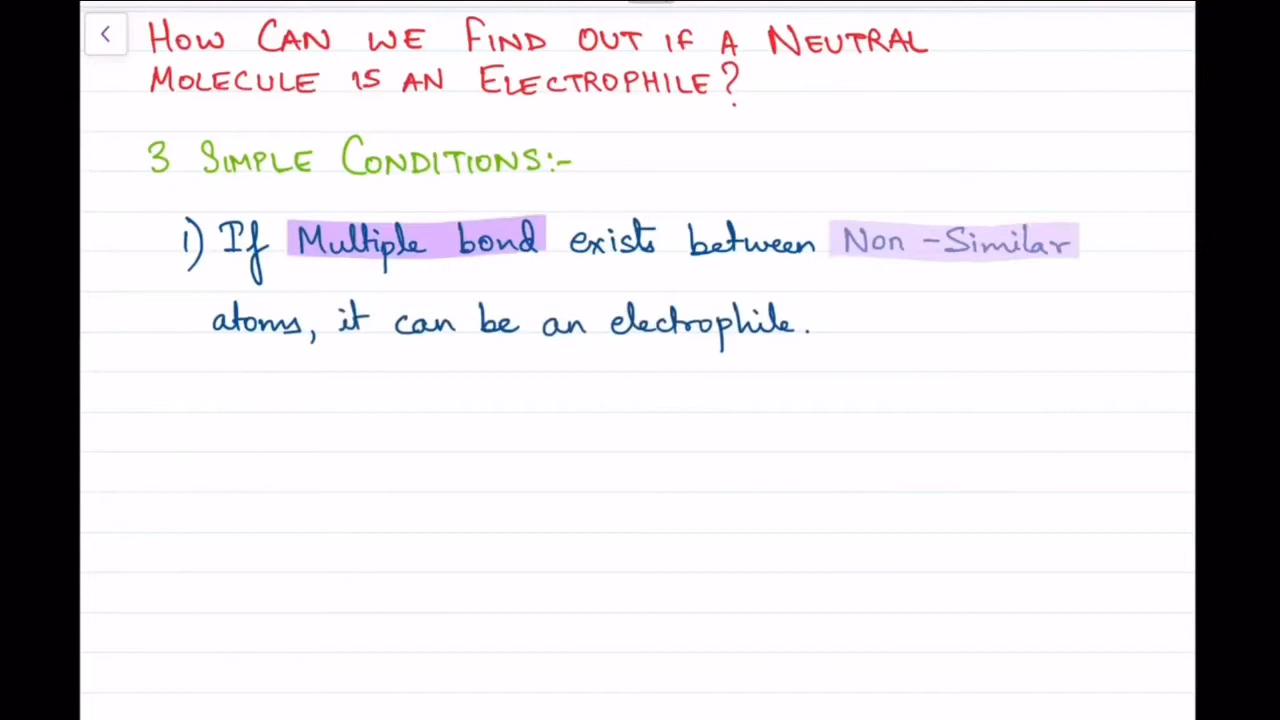 HOW CAN WE FIND OUT IF A NEUTRAL
MOLECULE IS AN ELECTROPHILE?
3 SIMPLE CONDITIONS:-
1) If Multiple bond exists between Non-Similar
atoms, it can be an electrophile.